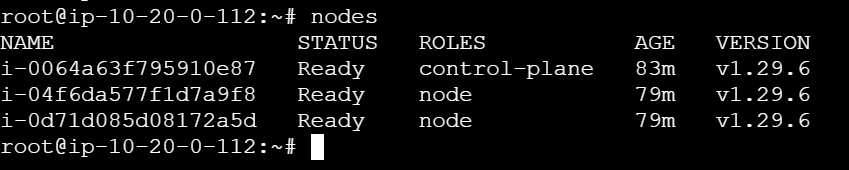 root@ip-10-20-0-112:~# nodes
NAME STATUS ROLES AGE VERSION
i-0064a63f795910e87 Ready control-plane 83m v1.29.6
i-04f6da577f1d7a9f8 Ready node 79m v1.29.6
i-0d71d085d08172a5d Ready node 79m v1.29.6
root@ip-10-20-0-112:~#